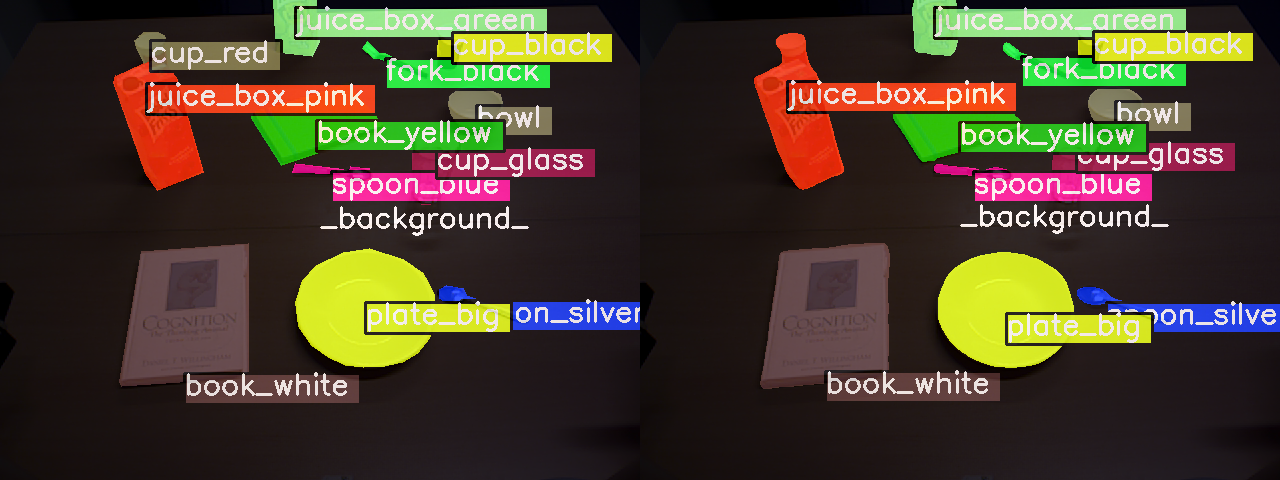 juice_box_green
cup_black
cup_red
fork_black
juice_box_pink
bowl
book_yellow
cup_glass
spoon_blue
_background_
COGNITION
plate_big
on_silver
book_white
juice_box_green
cup_black
fork_black
juice_box_pink
bowl
book_yellow
cup_glass
spoon_blue
_background_
COGNITION
spoon_silve
plate_big
book_white